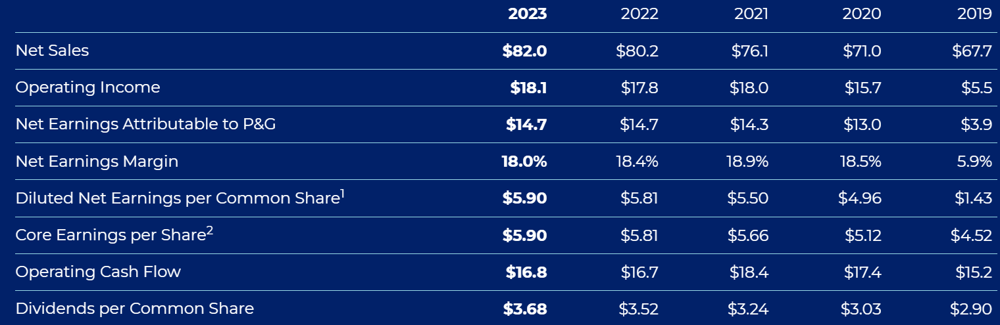 2023 2022 2021 2020 2019
Net Sales $82.0 $80.2 $76.1 $71.0 $67.7
Operating Income $18.1 $17.8 $18.0 $15.7 $5.5
Net Earnings Attributable to P&G $14.7 $14.7 $14.3 $13.0 $3.9
Net Earnings Margin 18.0% 18.4% 18.9% 18.5% 5.9%
Diluted Net Earnings per Common Share1 $5.90 $5.81 $5.50 $4.96 $1.43
Core Earnings per Share2 $5.90 $5.81 $5.66 $5.12 $4.52
Operating Cash Flow $16.8 $16.7 $18.4 $17.4 $15.2
Dividends per Common Share $3.68 $3.52 $3.24 $3.03 $2.90